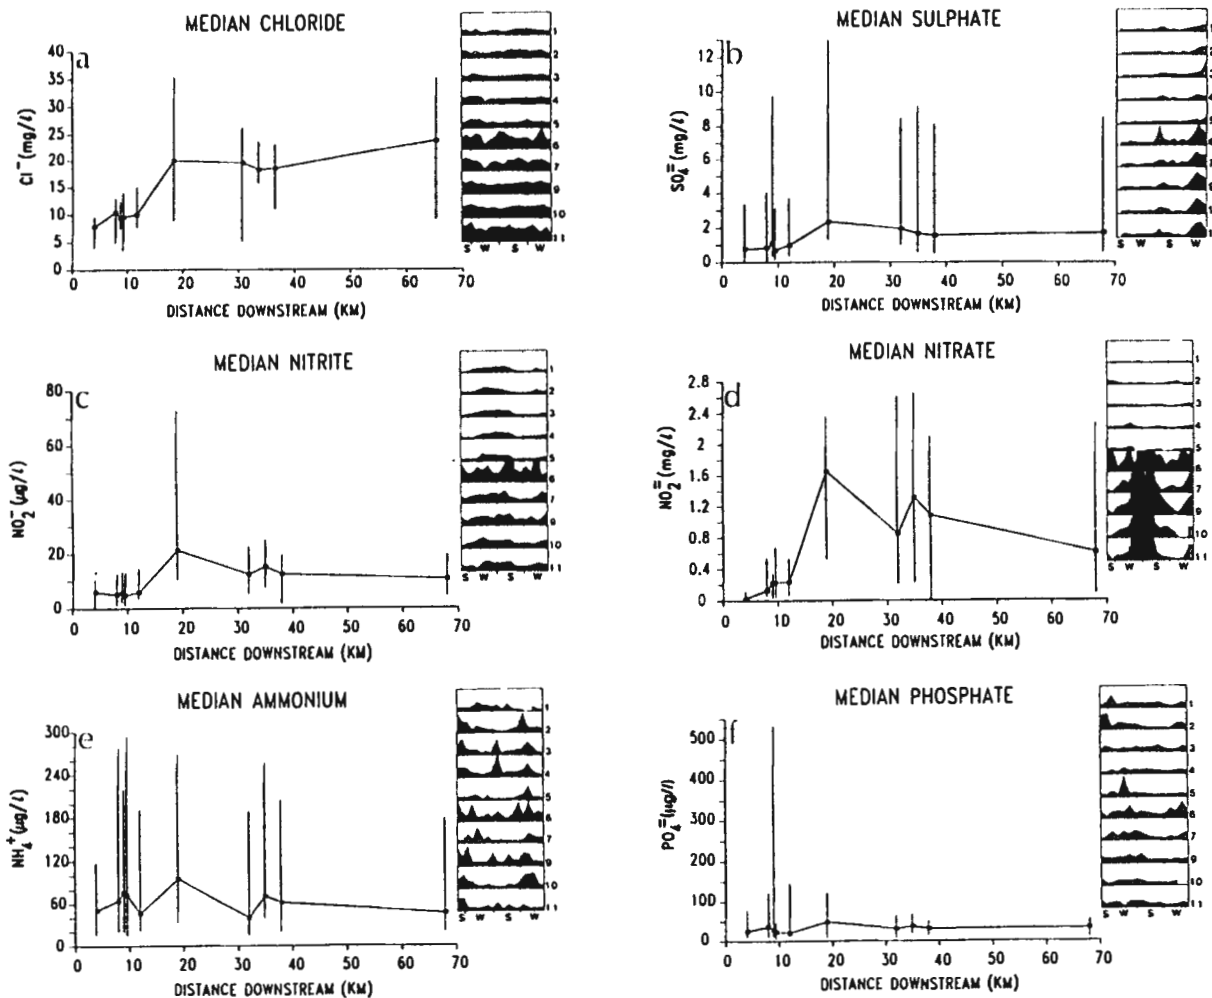 MEDIAN CHLORIDE
a
40
35
30
25
20
15
10
5
0
Cl⁻ (mg/l)
0 10 20 30 40 50 60 70
DISTANCE DOWNSTREAM (KM)
1
2
3
4
5
6
7
9
10
11
S W S W
MEDIAN SULPHATE
b
12
10
8
6
4
2
0
SO₄⁼ (mg/l)
0 10 20 30 40 50 60 70
DISTANCE DOWNSTREAM (KM)
S W S W
MEDIAN NITRITE
c
80
60
40
20
0
NO₂⁻ (µg/l)
0 10 20 30 40 50 60 70
DISTANCE DOWNSTREAM (KM)
1
2
3
4
5
6
7
9
10
11
S W S W
MEDIAN NITRATE
d
2.8
2.4
2
1.6
1.2
0.8
0.4
0
NO₂⁼ (mg/l)
0 10 20 30 40 50 60 70
DISTANCE DOWNSTREAM (KM)
1
2
3
4
5
6
7
9
10
11
S W S W
MEDIAN AMMONIUM
e
300
240
180
120
60
0
NH₄⁺ (µg/l)
0 10 20 30 40 50 60 70
DISTANCE DOWNSTREAM (KM)
1
2
3
4
5
6
7
9
10
11
S W S W
MEDIAN PHOSPHATE
f
500
400
300
200
100
0
PO₄⁼ (µg/l)
0 10 20 30 40 50 60 70
DISTANCE DOWNSTREAM (KM)
1
2
3
4
5
6
7
9
10
11
S W S W